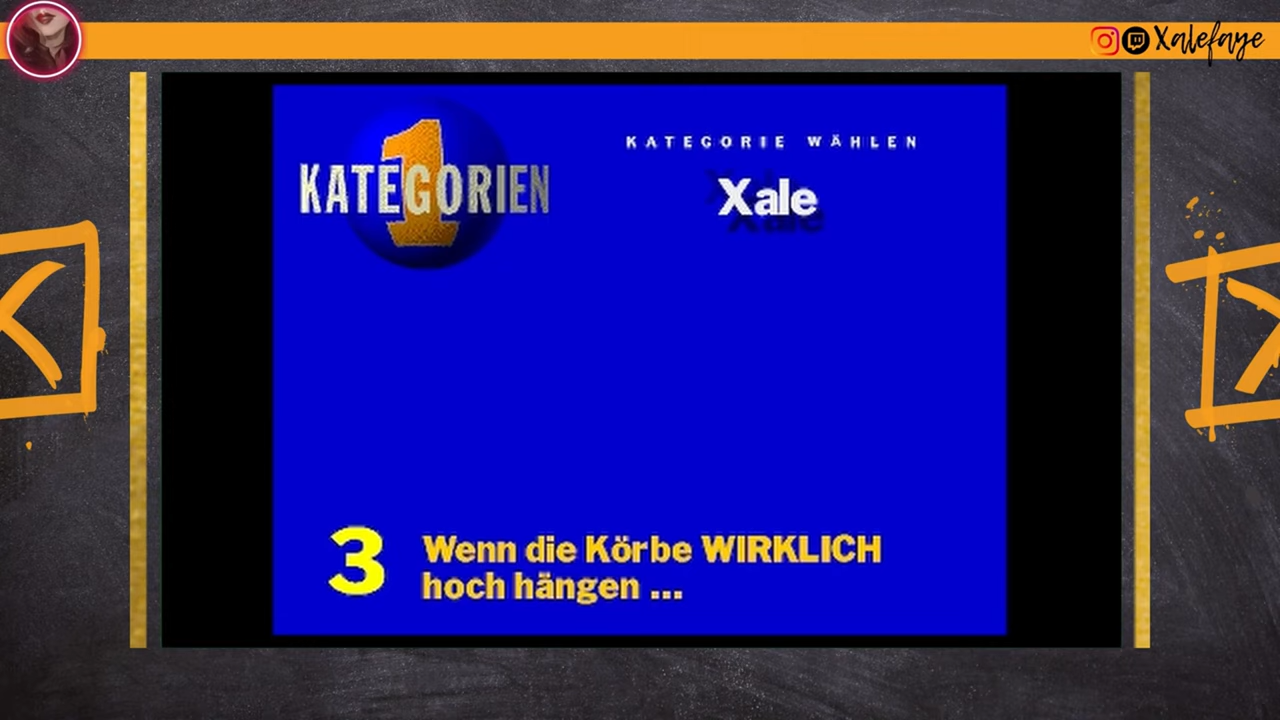 Xalefaye
KATEGORIE WÄHLEN
1
KATEGORIEN
Xale
3 Wenn die Körbe WIRKLICH
hoch hängen ...